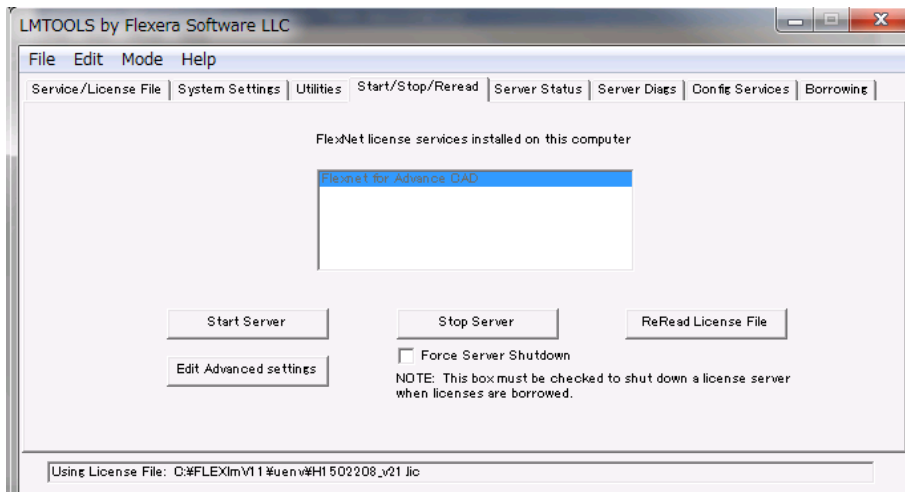 LMTOOLS by Flexera Software LLC
File Edit Mode Help
Service/License File System Settings Utilities Start/Stop/Reread Server Status Server Diags Config Services Borrowing
FlexNet license services installed on this computer
Flexnet for Advance CAD
Start Server Stop Server ReRead License File
Edit Advanced settings
Force Server Shutdown
NOTE: This box must be checked to shut down a license server
when licenses are borrowed.
Using License File: C:¥FLEXlmV11¥uenv¥H1502208_v21.lic